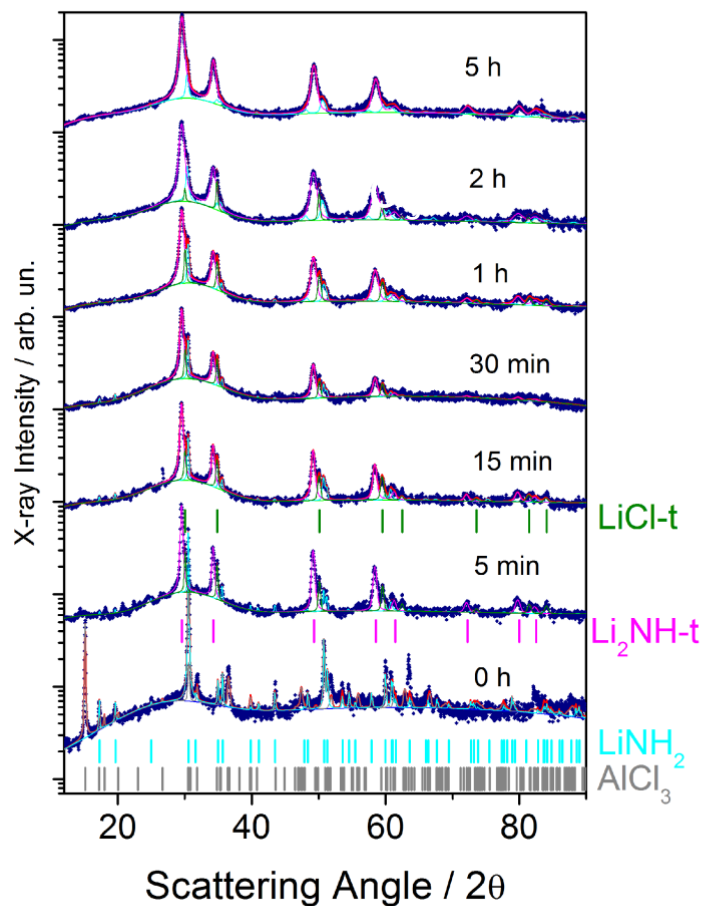 5 h
2 h
1 h
30 min
15 min
LiCl-t
5 min
Li₂NH-t
0 h
LiNH₂
AlCl₃
20 40 60 80
Scattering Angle / 2θ
X-ray Intensity / arb. un.